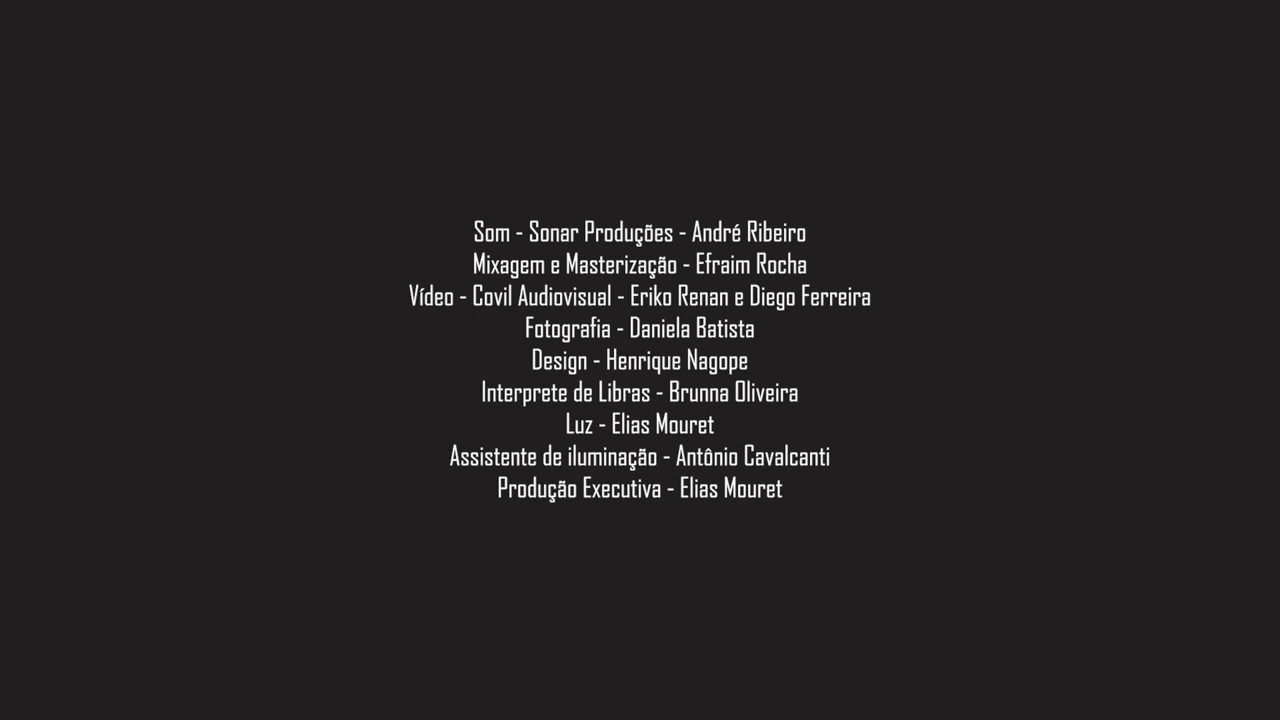 Som - Sonar Produções - André Ribeiro
Mixagem e Masterização - Efraim Rocha
Vídeo - Covil Audiovisual - Eriko Renan e Diego Ferreira
Fotografia - Daniela Batista
Design - Henrique Nagope
Interprete de Libras - Brunna Oliveira
Luz - Elias Mouret
Assistente de iluminação - Antônio Cavalcanti
Produção Executiva - Elias Mouret